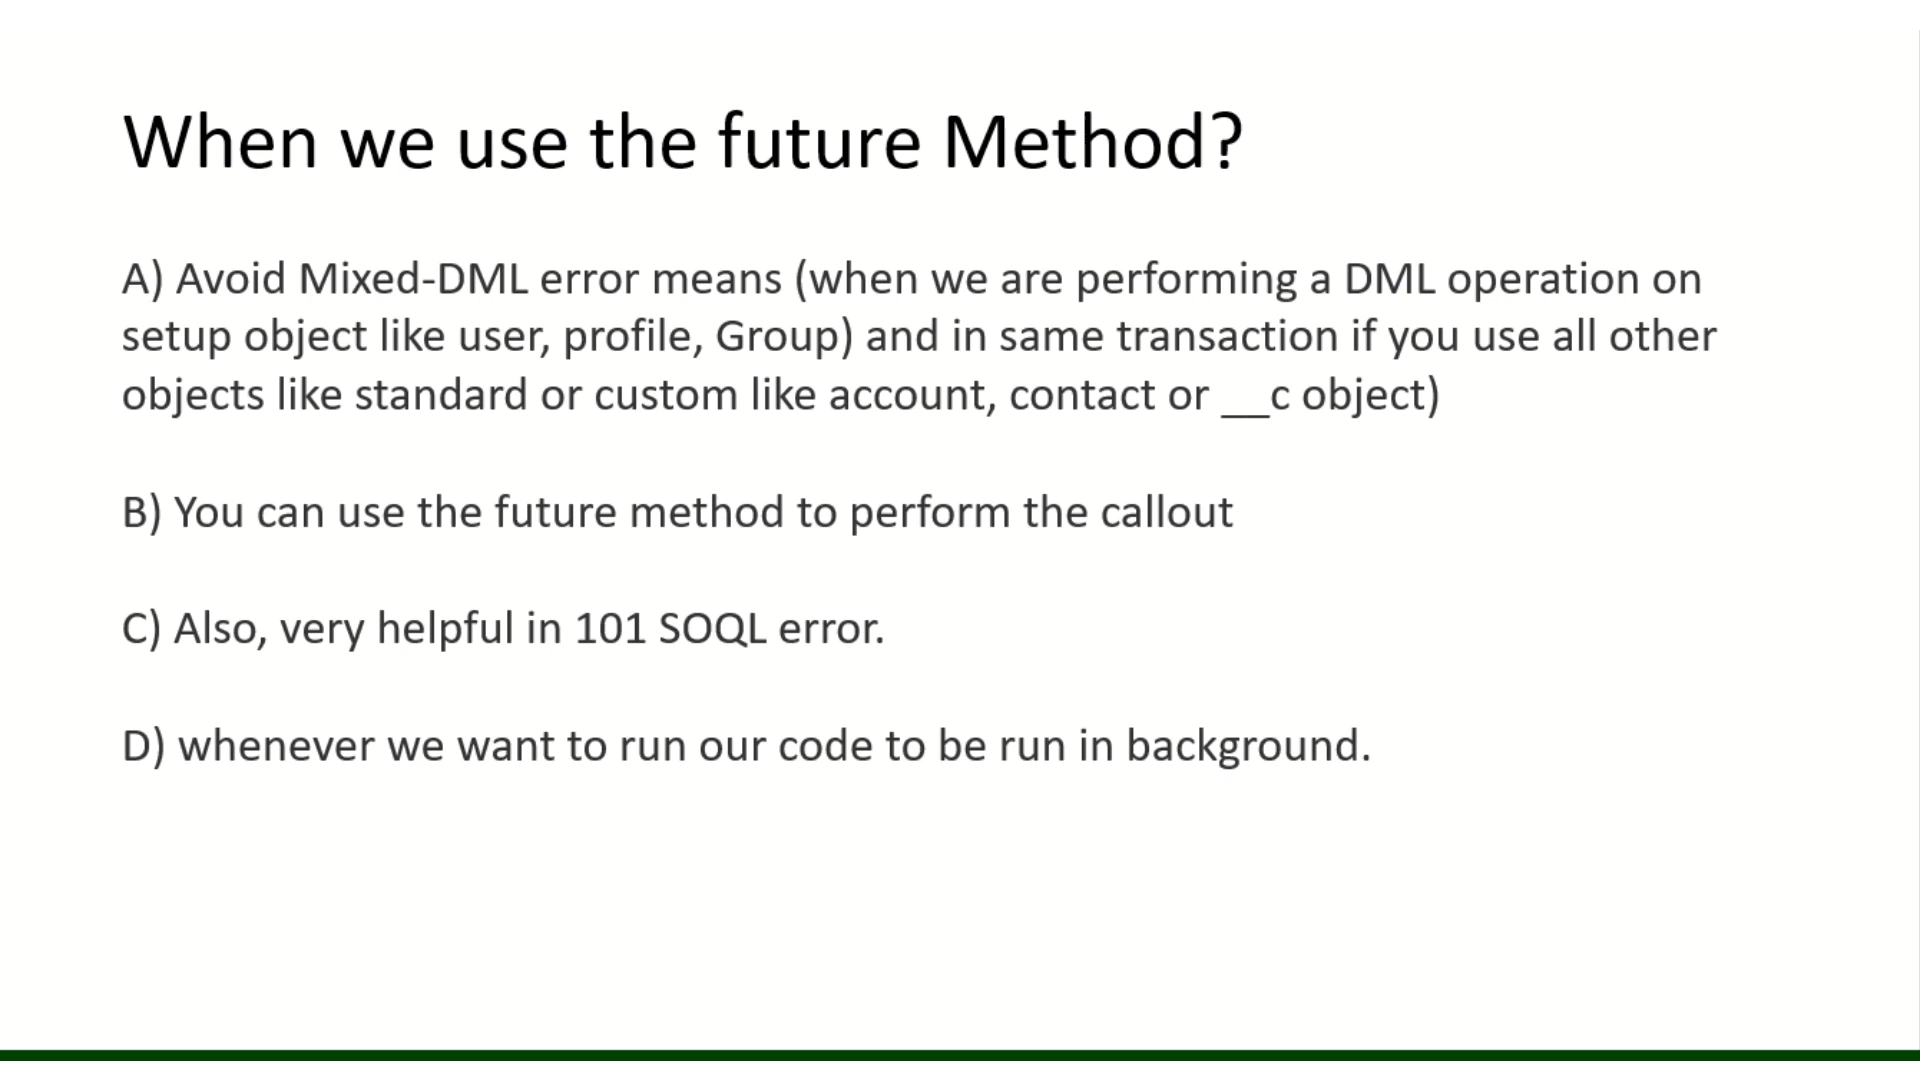 When we use the future Method?
A) Avoid Mixed-DML error means (when we are performing a DML operation on
setup object like user, profile, Group) and in same transaction if you use all other
objects like standard or custom like account, contact or __c object)
B) You can use the future method to perform the callout
C) Also, very helpful in 101 SOQL error.
D) whenever we want to run our code to be run in background.